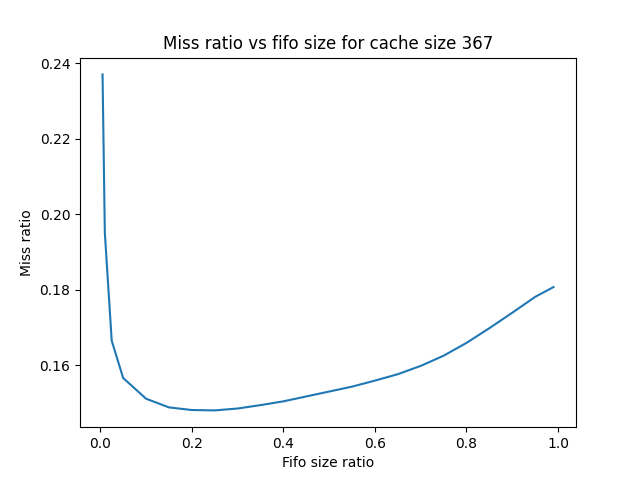 Miss ratio vs fifo size for cache size 367
0.24
0.22
0.20
0.18
0.16
Miss ratio
0.0 0.2 0.4 0.6 0.8 1.0
Fifo size ratio